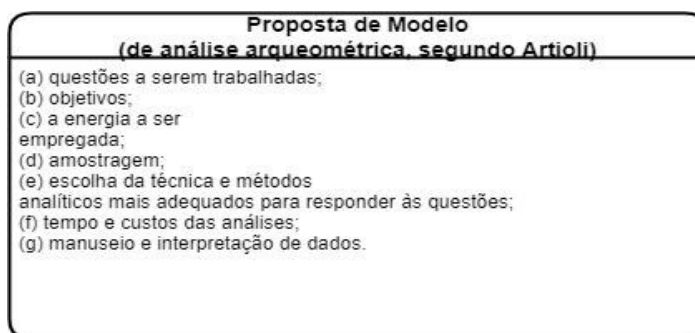 Proposta de Modelo
(de análise arqueométrica, segundo Artioli)
(a) questões a serem trabalhadas;
(b) objetivos;
(c) a energia a ser
empregada;
(d) amostragem;
(e) escolha da técnica e métodos
analíticos mais adequados para responder às questões;
(f) tempo e custos das análises;
(g) manuseio e interpretação de dados.